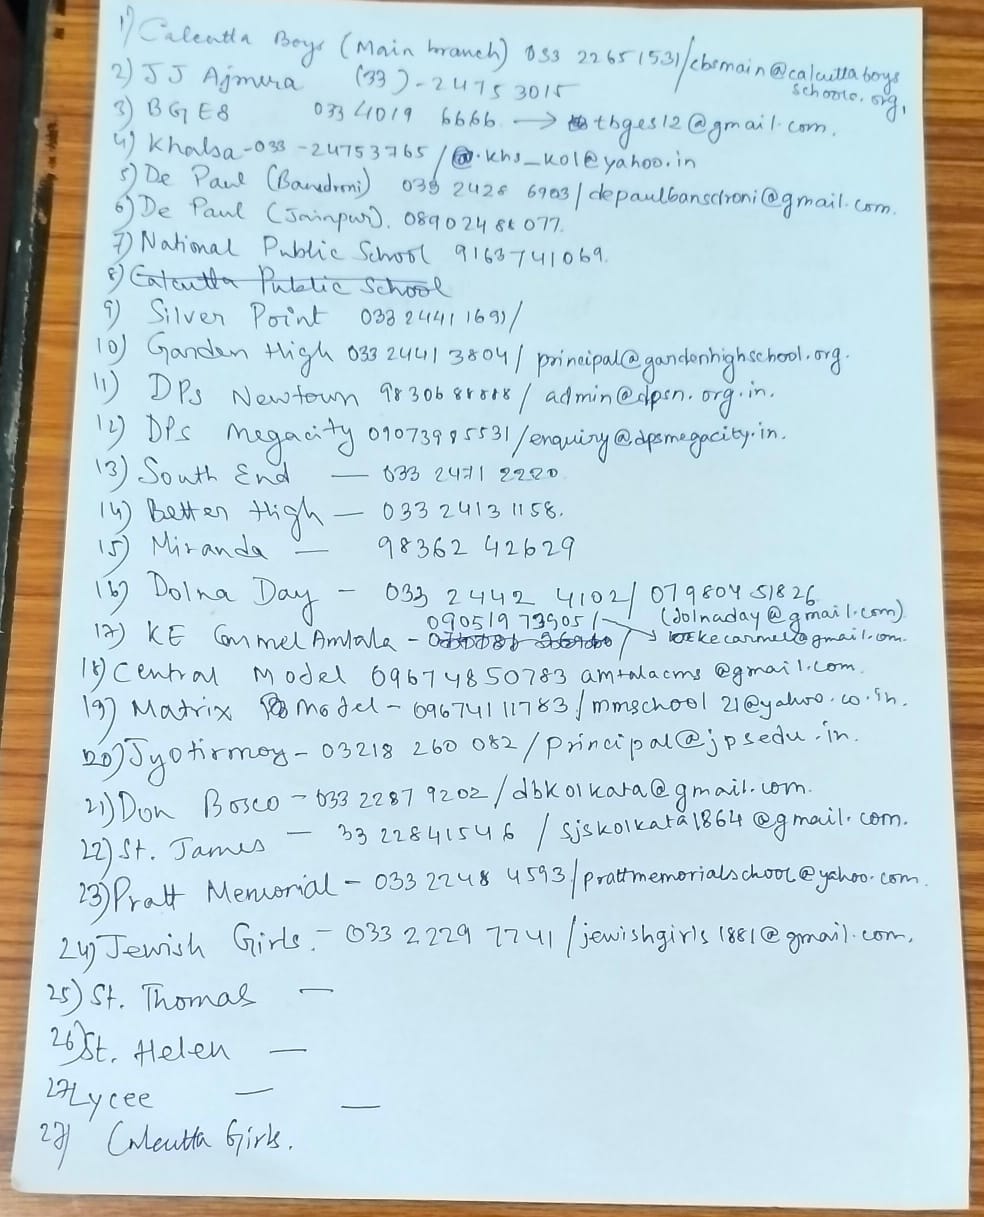 1) Calcutta Boys (Main branch) 033 2265 1531/cbsmain@calcuttaboys
schools.org.
2) JJ Ajmera (33)-2475 3015
3) BGES 033 4019 6666 → tbges12@gmail.com.
4) Khalsa-033-24753765/khs_kol@yahoo.in
5) De Paul (Bansdroni) 033 2428 6903/depaulbansdroni@gmail.com.
6) De Paul (Jainpur). 0890248
7) National Public School 9163741069.
8) Calcutta Public School
9) Silver Point 033 2441 1691/
10) Garden High 033 2441 3804/ principal@gardenhighschool.org.
11) DPS Newtown / admin@dpsn.org.in.
12) DPS Megacity 09073985531/enquiry@dpsmegacity.in.
13) South End — 033 2471 2220
14) Better High — 033 2413 1158.
15) Miranda — 98362 42629
16) Dolna Day - 033 2442 4102/ 079804 51826
(dolnaday@gmail.com)
09051973905/
17) KE Carmel Amtala - kecarmel@gmail.com.
18) Central Model 09674850783 amtalacms@gmail.com.
19) Matrix Model - 09674111783/mmschool21@yahoo.co.in.
20) Jyotirmoy - 03218 260 082/principal@jpsedu.in.
21) Don Bosco - 033 2287 9202/dbkolkata@gmail.com.
22) St. James — 33 22841546 / sjskolkata1864@gmail.com.
23) Pratt Memorial - 033 2248 4593/prattmemorialschool@yahoo.com.
24) Jewish Girls. - 033 2229 7741/jewishgirls1881@gmail.com.
25) St. Thomas —
26) St. Helen —
27) Lycee — —
27) Calcutta Girls.